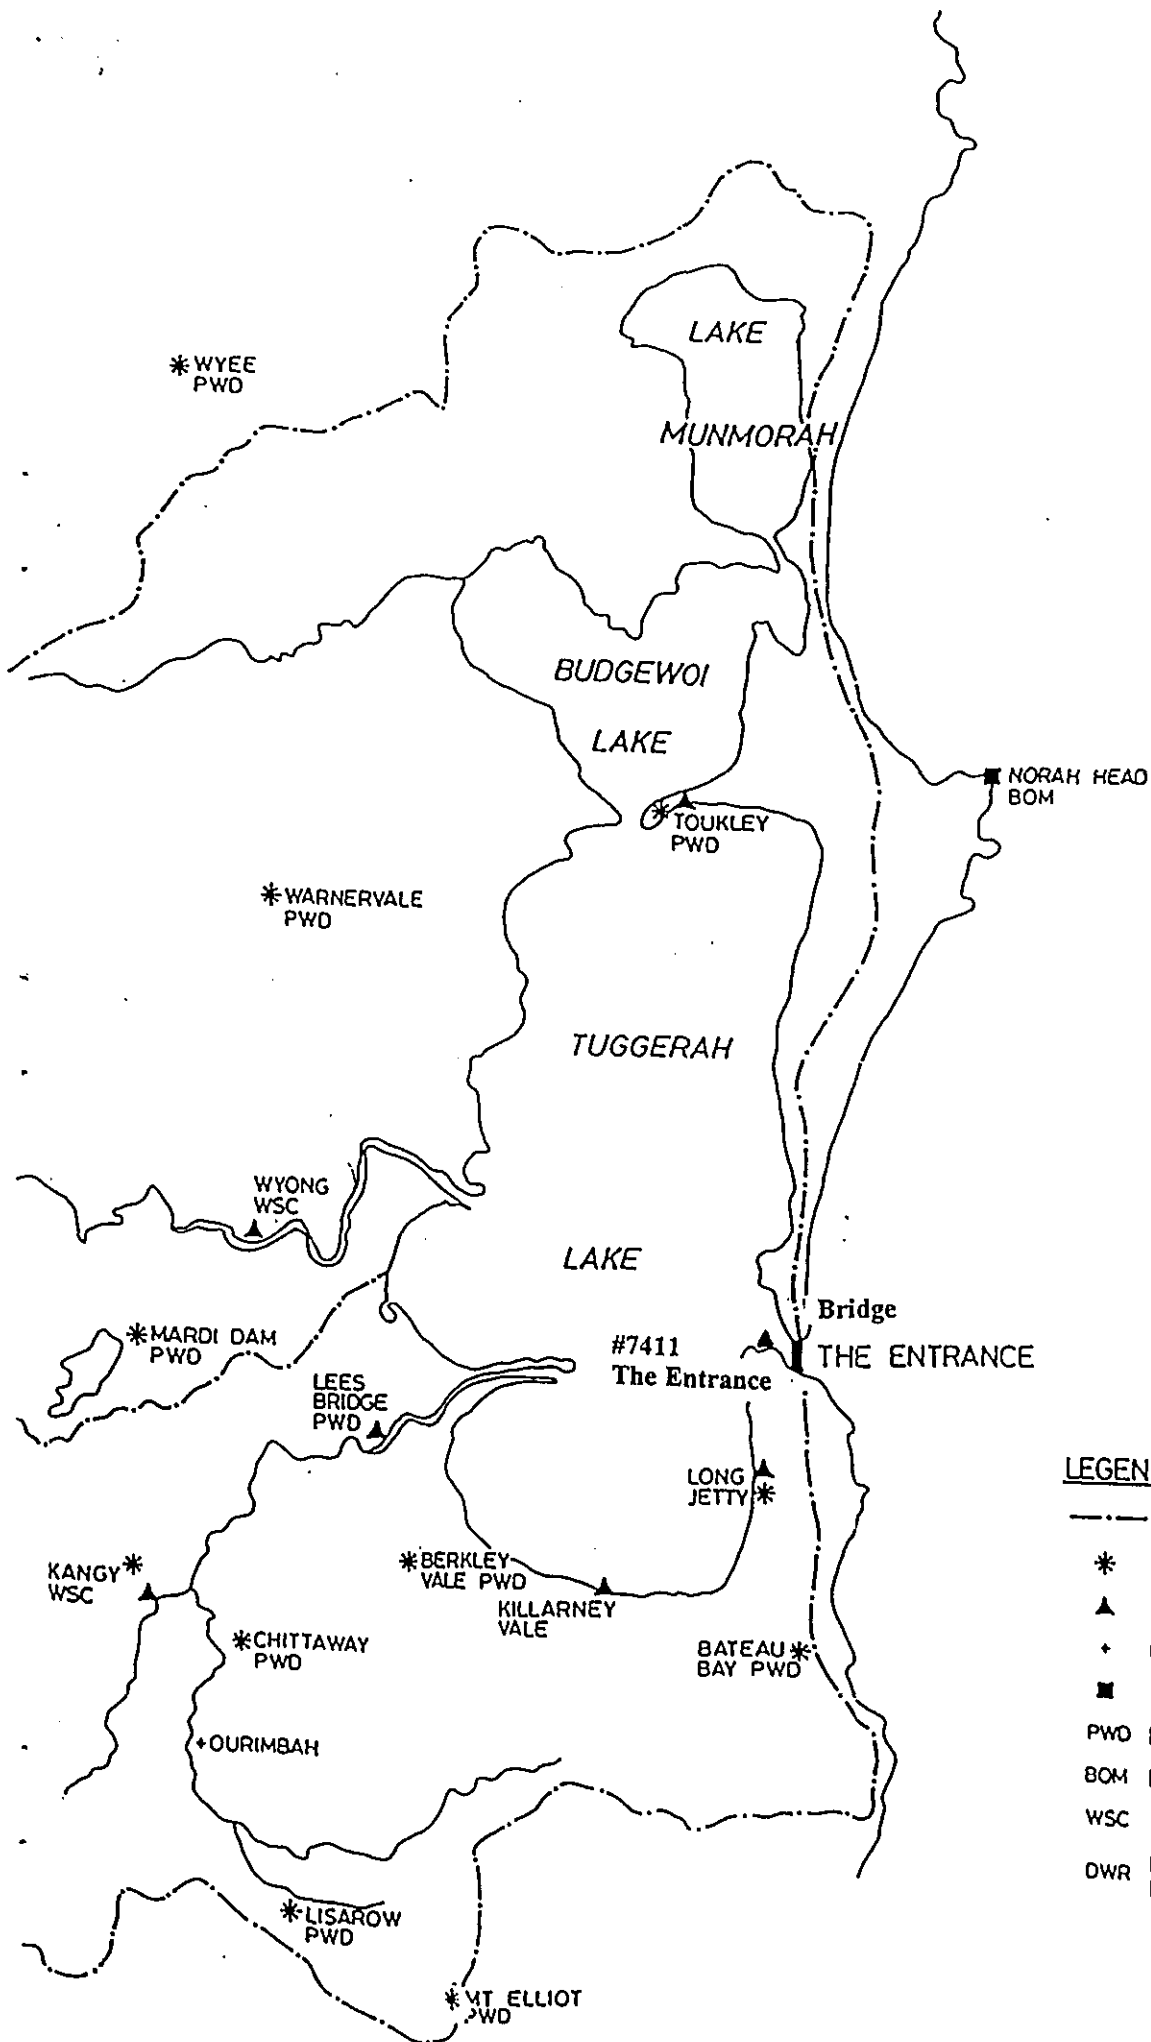 LAKE
MUNMORAH
WYEE
PWD
BUDGEWOI
LAKE
NORAH HEAD
BOM
TOUKLEY
PWD
WARNERVALE
PWD
TUGGERAH
LAKE
WYONG
WSC
Bridge
THE ENTRANCE
#7411
The Entrance
MARDI DAM
PWD
LEES
BRIDGE
PWD
LONG
JETTY
LEGEN
KANGY
WSC
BERKLEY
VALE PWD
KILLARNEY
VALE
CHITTAWAY
PWD
BATEAU
BAY PWD
OURIMBAH
PWD
BOM
WSC
DWR
LISAROW
PWD
MT ELLIOT
PWD